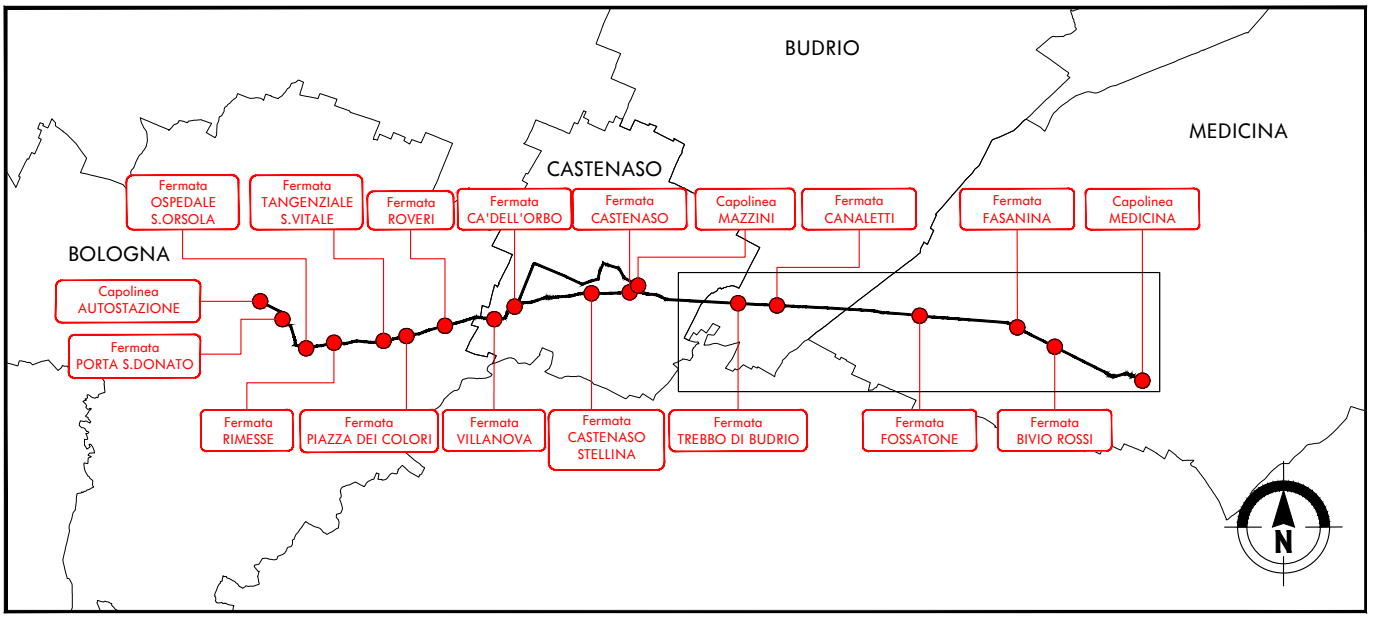 BUDRIO
MEDICINA
CASTENASO
BOLOGNA
Fermata
OSPEDALE
S.ORSOLA
Fermata
TANGENZIALE
S.VITALE
Fermata
ROVERI
Fermata
CA'DELL'ORBO
Fermata
CASTENASO
Capolinea
MAZZINI
Fermata
CANALETTI
Fermata
FASANINA
Capolinea
MEDICINA
Capolinea
AUTOSTAZIONE
Fermata
PORTA S.DONATO
Fermata
RIMESSE
Fermata
PIAZZA DEI COLORI
Fermata
VILLANOVA
Fermata
CASTENASO
STELLINA
Fermata
TREBBO DI BUDRIO
Fermata
FOSSATONE
Fermata
BIVIO ROSSI
N